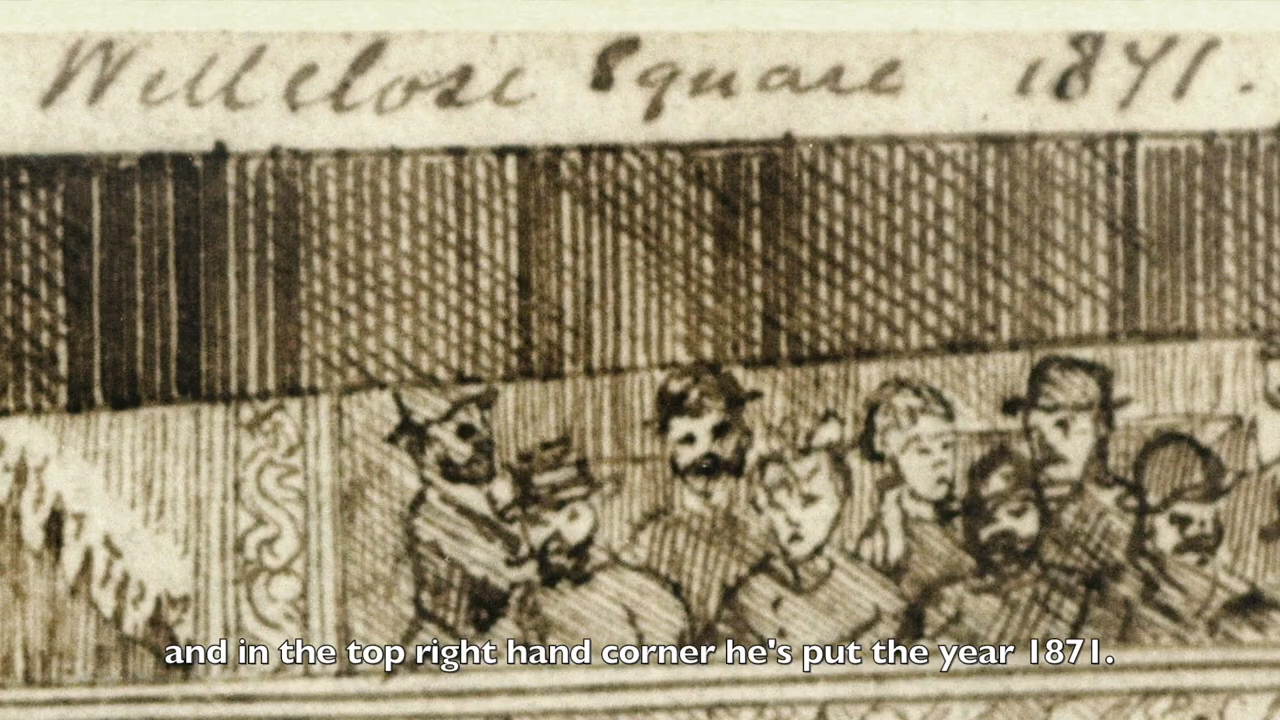 Wellclose Square 1871.
and in the top right hand corner he's put the year 1871.